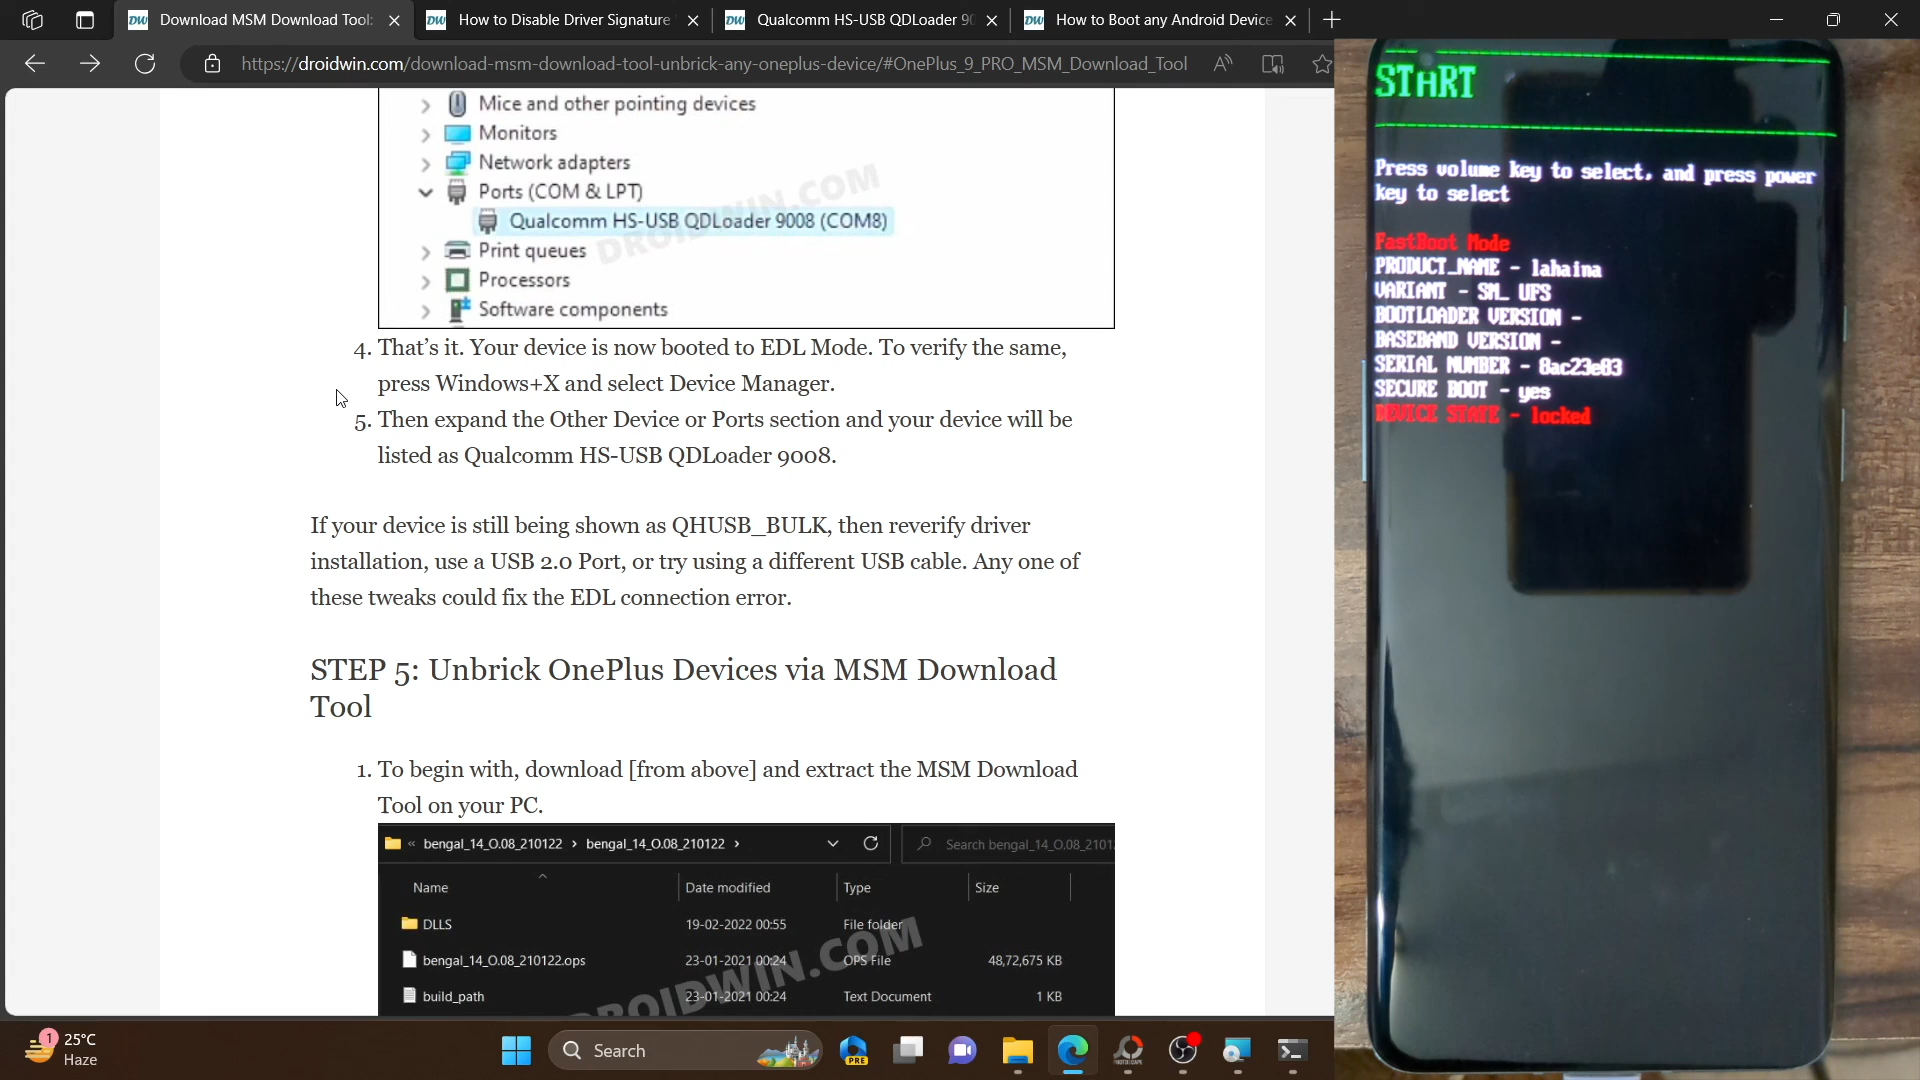 Download MSM Download Tool:
How to Disable Driver Signature
Qualcomm HS-USB QDLoader 90
How to Boot any Android Device
https://droidwin.com/download-msm-download-tool-unbrick-any-oneplus-device/#OnePlus_9_PRO_MSM_Download_Tool
Mice and other pointing devices
Monitors
Network adapters
Ports (COM & LPT)
Qualcomm HS-USB QDLoader 9008 (COM8)
Print queues
Processors
Software components
DROIDWIN.COM
4. That's it. Your device is now booted to EDL Mode. To verify the same,
press Windows+X and select Device Manager.
5. Then expand the Other Device or Ports section and your device will be
listed as Qualcomm HS-USB QDLoader 9008.
If your device is still being shown as QHUSB_BULK, then reverify driver
installation, use a USB 2.0 Port, or try using a different USB cable. Any one of
these tweaks could fix the EDL connection error.
STEP 5: Unbrick OnePlus Devices via MSM Download
Tool
1. To begin with, download [from above] and extract the MSM Download
Tool on your PC.
« bengal_14_O.08_210122 › bengal_14_O.08_210122 ›
Search bengal_14_O.08_2101
Name Date modified Type Size
DLLS 19-02-2022 00:55 File folder
bengal_14_O.08_210122.ops 23-01-2021 00:24 OPS File 48,72,675 KB
build_path 23-01-2021 00:24 Text Document 1 KB
DROIDWIN.COM
START
Press volume key to select, and press power
key to select
FastBoot Mode
PRODUCT_NAME - lahaina
VARIANT - SM_ UFS
BOOTLOADER VERSION -
BASEBAND VERSION -
SERIAL NUMBER - 8ac23e83
SECURE BOOT - yes
DEVICE STATE - locked
1
25°C
Haze
Search
PRE